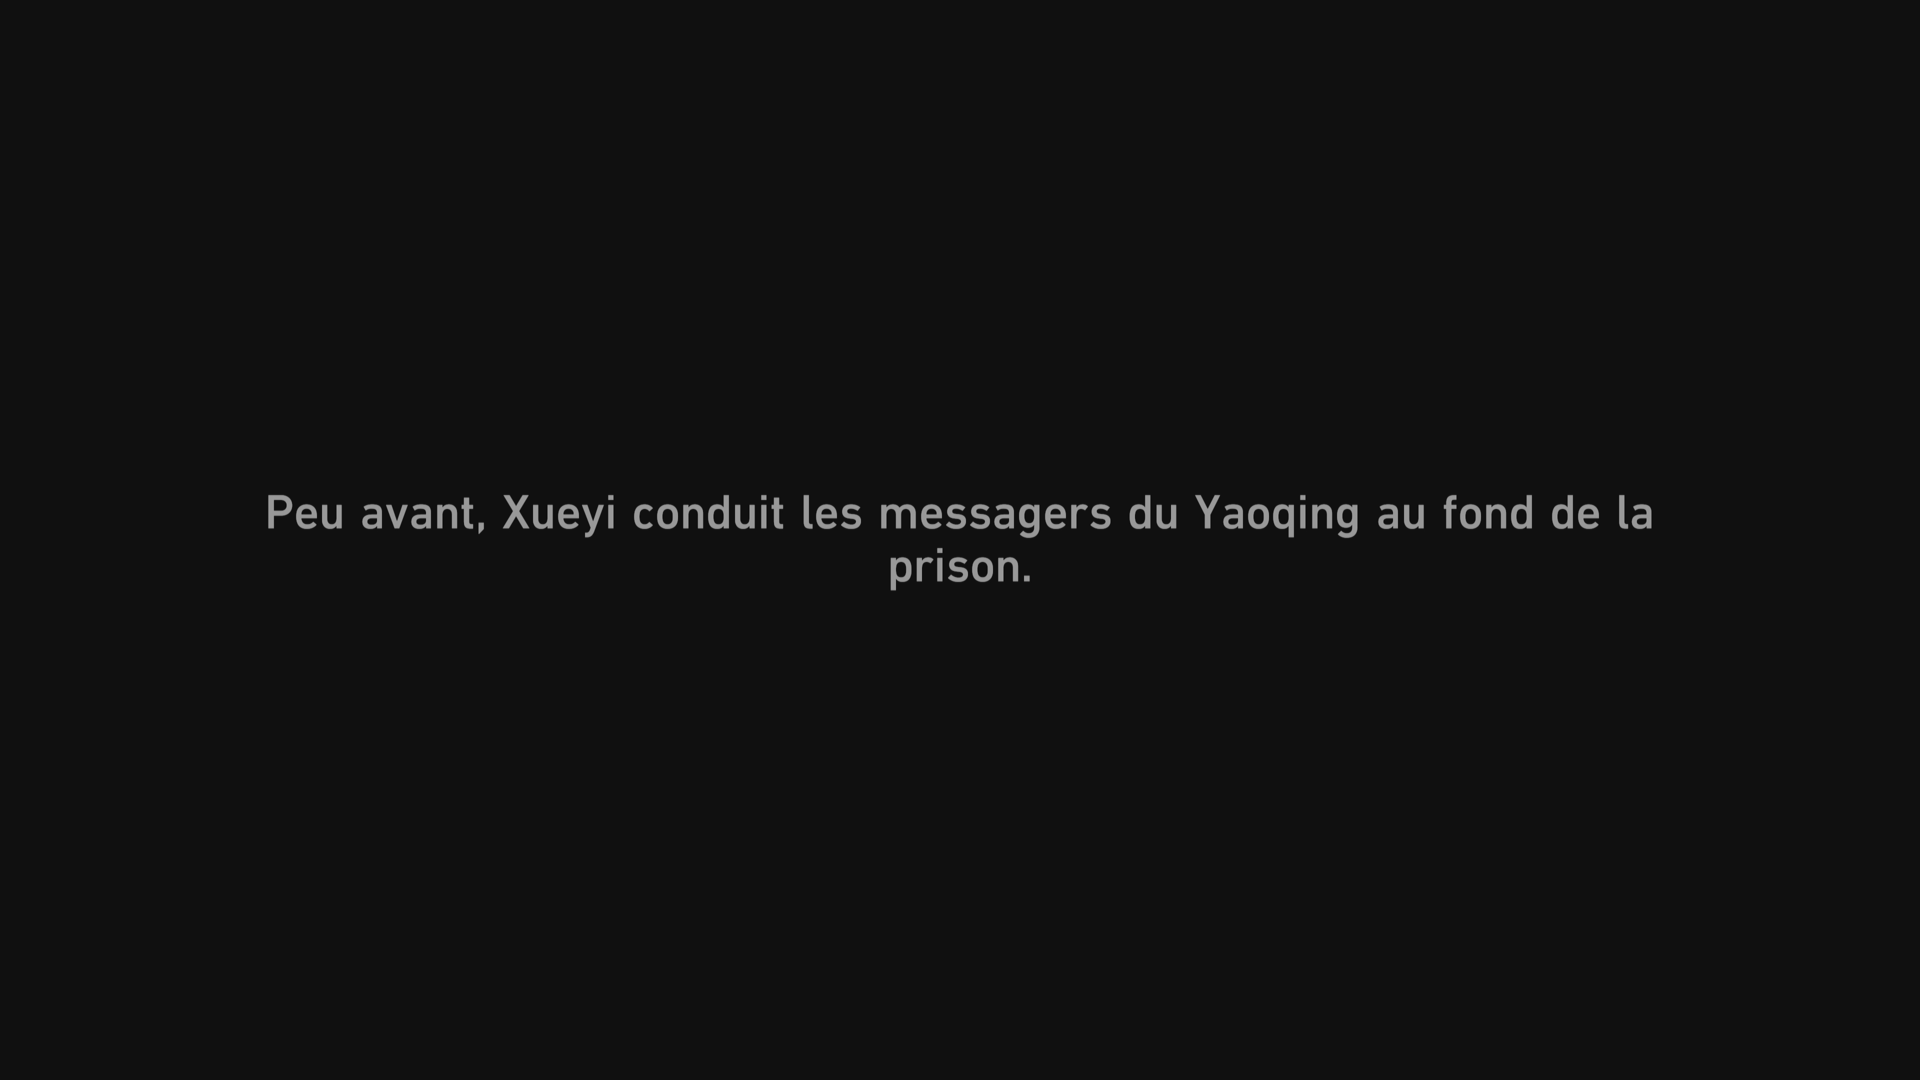 Peu avant, Xueyi conduit les messagers du Yaoqing au fond de la
prison.